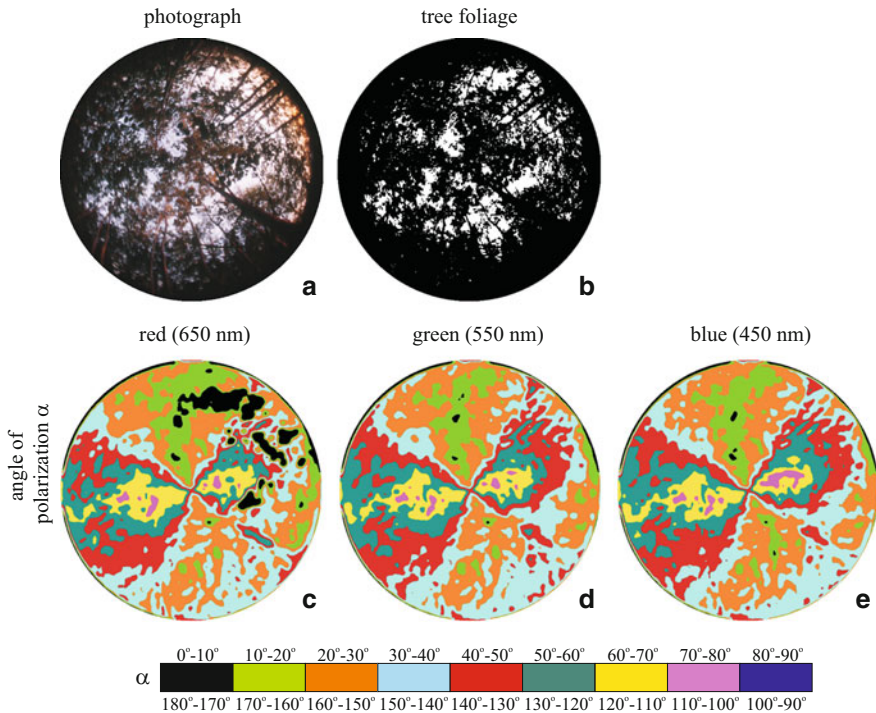 photograph
tree foliage
a
b
red (650 nm)
green (550 nm)
blue (450 nm)
angle of
polarization α
c
d
e
0°-10° 10°-20° 20°-30° 30°-40° 40°-50° 50°-60° 60°-70° 70°-80° 80°-90°
α
180°-170° 170°-160° 160°-150° 150°-140° 140°-130° 130°-120° 120°-110° 110°-100° 100°-90°